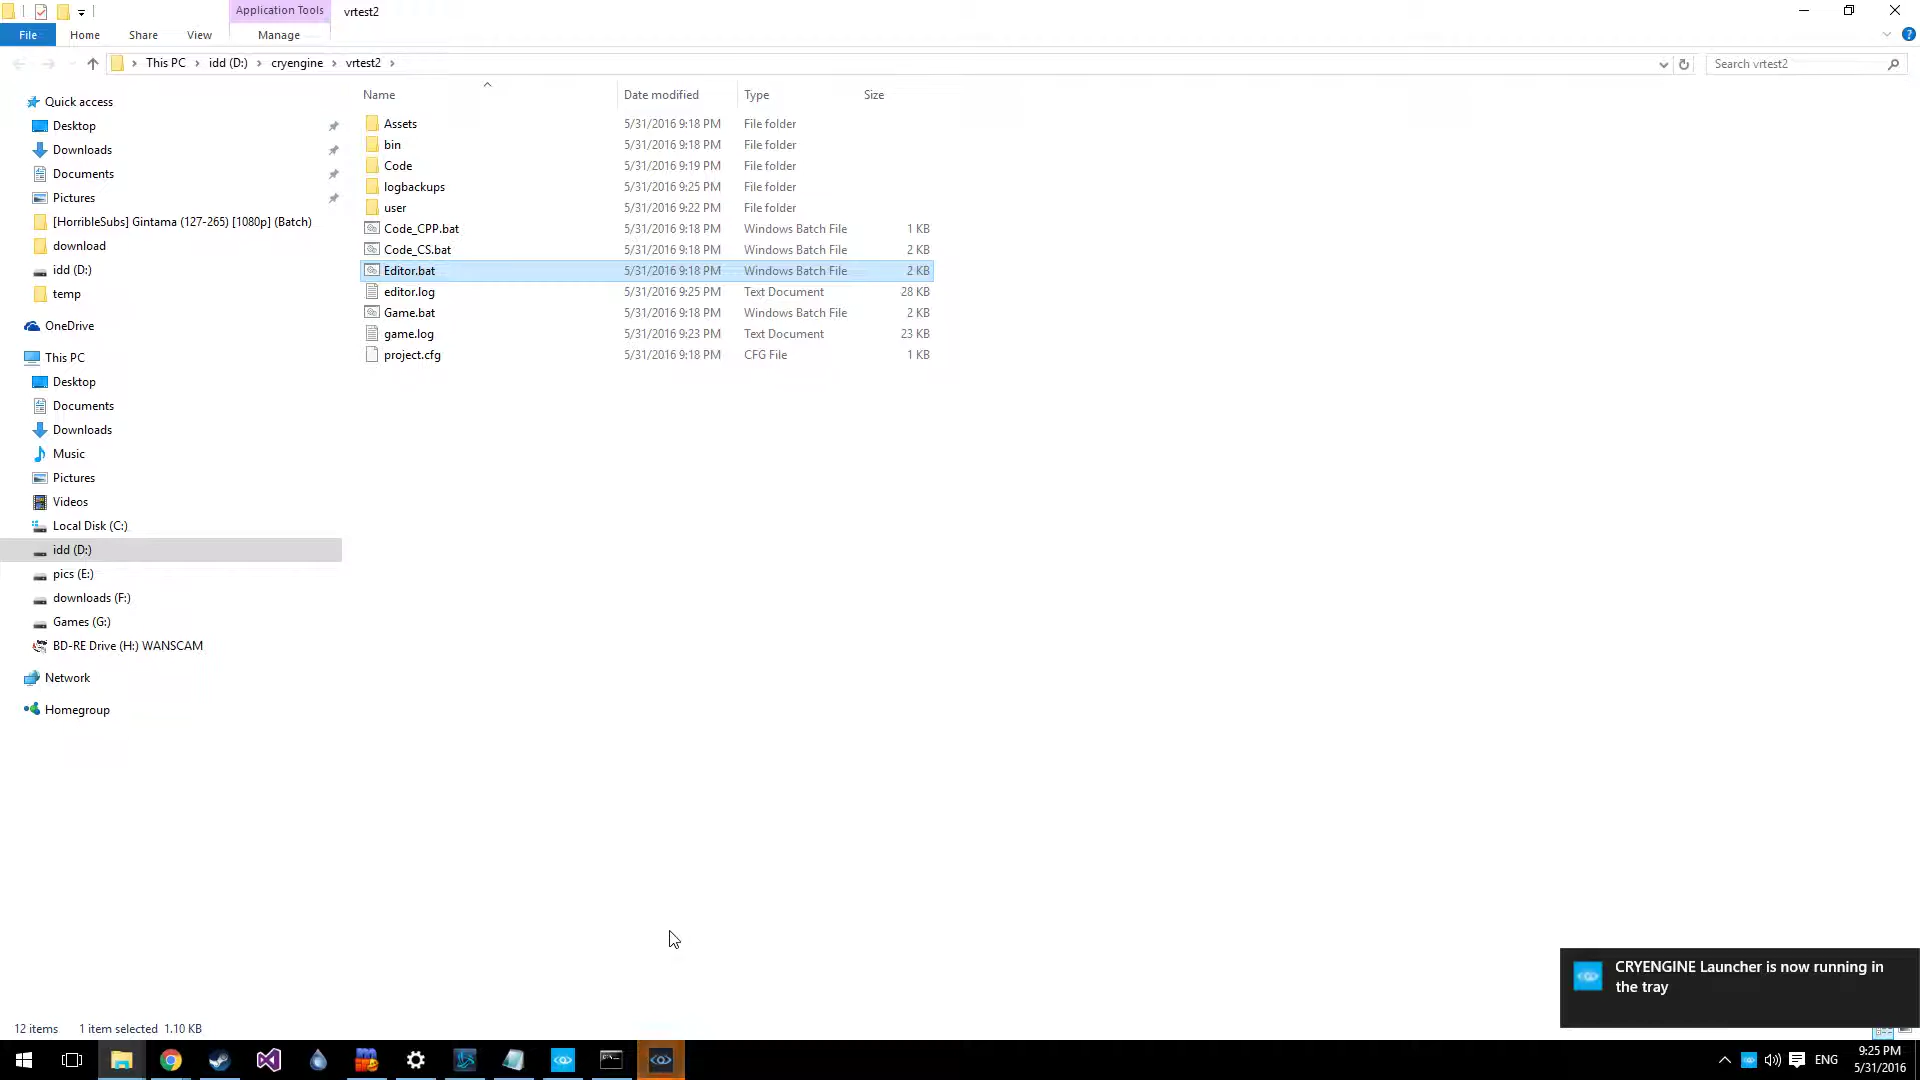 Application Tools
vrtest2
File
Home
Share
View
Manage
This PC
idd (D:)
cryengine
vrtest2
Search vrtest2
Name
Date modified
Type
Size
Quick access
Desktop
Downloads
Documents
Pictures
[HorribleSubs] Gintama (127-265) [1080p] (Batch)
download
idd (D:)
temp
OneDrive
This PC
Desktop
Documents
Downloads
Music
Pictures
Videos
Local Disk (C:)
idd (D:)
pics (E:)
downloads (F:)
Games (G:)
BD-RE Drive (H:) WANSCAM
Network
Homegroup
Assets 5/31/2016 9:18 PM File folder
bin 5/31/2016 9:18 PM File folder
Code 5/31/2016 9:19 PM File folder
logbackups 5/31/2016 9:25 PM File folder
user 5/31/2016 9:22 PM File folder
Code_CPP.bat 5/31/2016 9:18 PM Windows Batch File 1 KB
Code_CS.bat 5/31/2016 9:18 PM Windows Batch File 2 KB
Editor.bat 5/31/2016 9:18 PM Windows Batch File 2 KB
editor.log 5/31/2016 9:25 PM Text Document 28 KB
Game.bat 5/31/2016 9:18 PM Windows Batch File 2 KB
game.log 5/31/2016 9:23 PM Text Document 23 KB
project.cfg 5/31/2016 9:18 PM CFG File 1 KB
CRYENGINE Launcher is now running in
the tray
12 items 1 item selected 1.10 KB
ENG
9:25 PM
5/31/2016